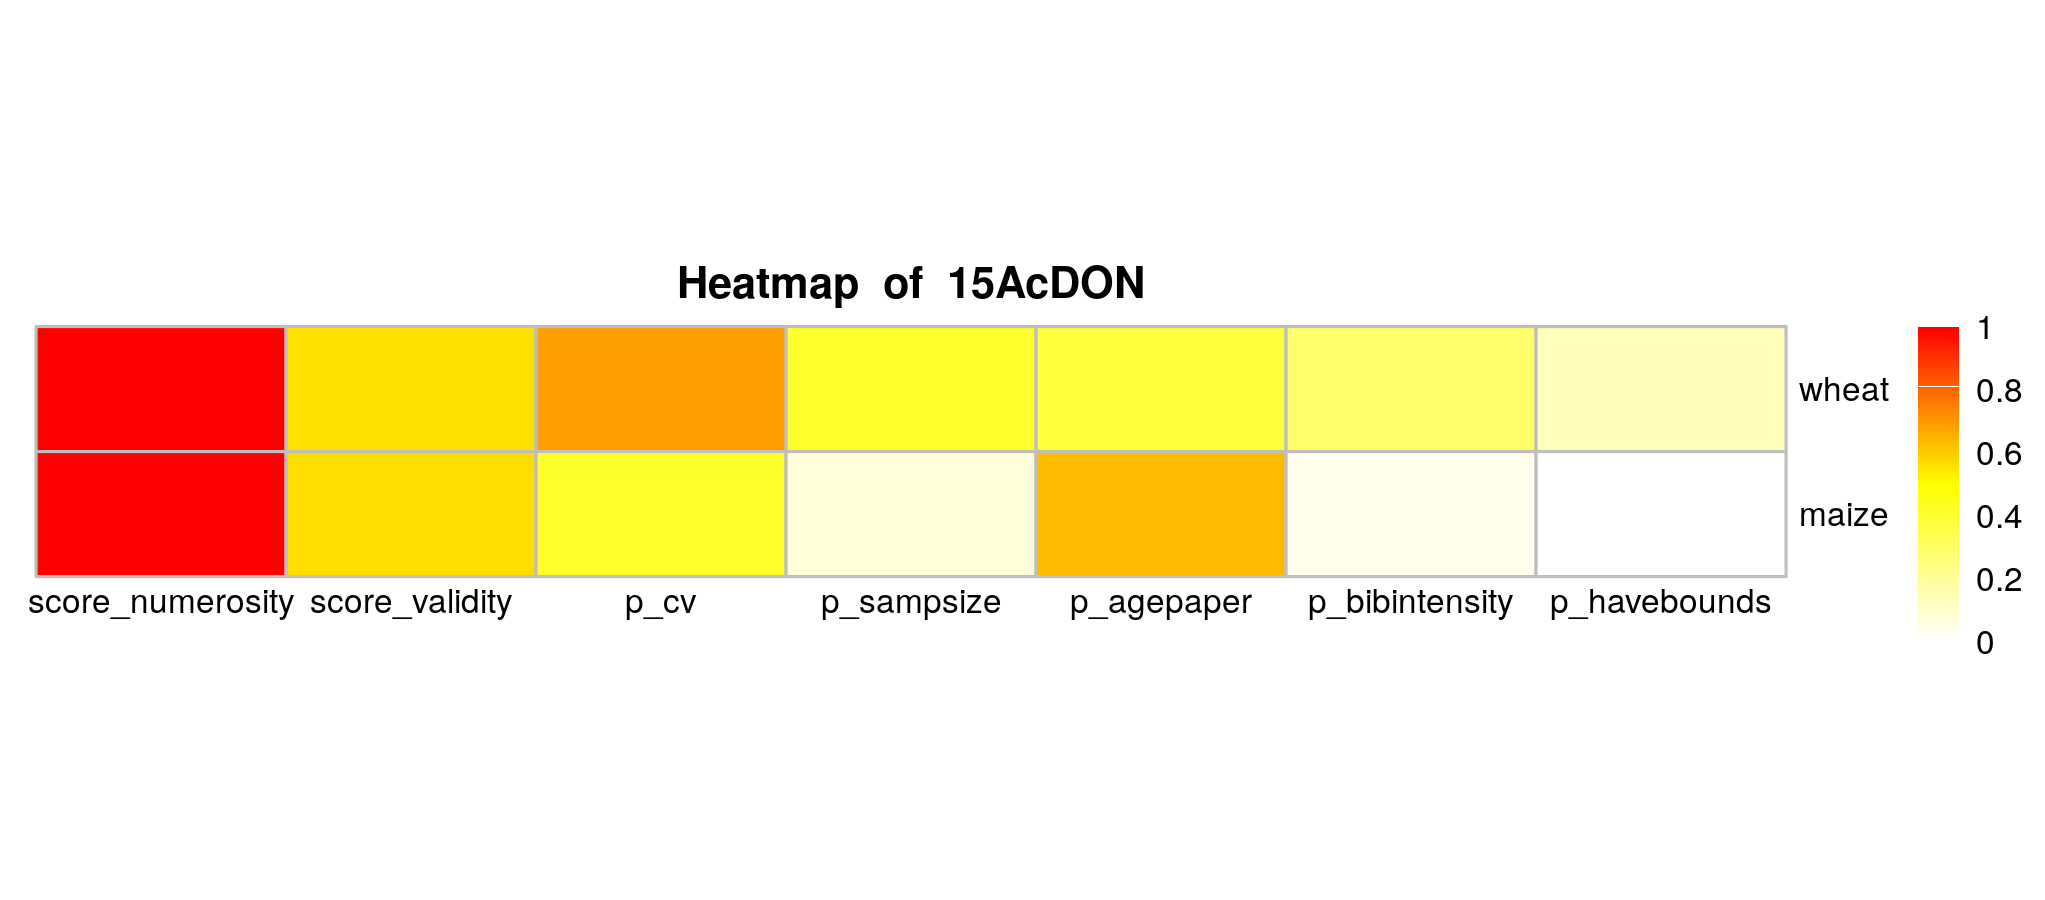 Heatmap of 15AcDON
wheat
maize
score_numerosity score_validity p_cv p_sampsize p_agepaper p_bibintensity p_havebounds
1
0.8
0.6
0.4
0.2
0